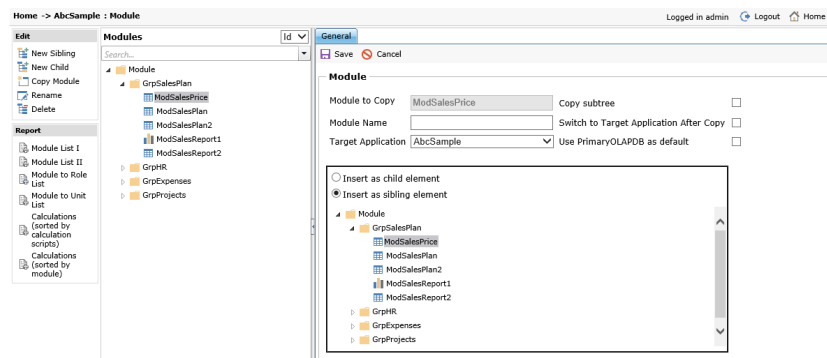 Home -> AbcSample : Module
Logged in admin Logout Home
Edit
New Sibling
New Child
Copy Module
Rename
Delete
Report
Module List I
Module List II
Module to Role
List
Module to Unit
List
Calculations
(sorted by
calculation
scripts)
Calculations
(sorted by
module)
Modules Id
Search...
Module
GrpSalesPlan
ModSalesPrice
ModSalesPlan
ModSalesPlan2
ModSalesReport1
ModSalesReport2
GrpHR
GrpExpenses
GrpProjects
General
Save Cancel
Module
Module to Copy ModSalesPrice Copy subtree
Module Name Switch to Target Application After Copy
Target Application AbcSample Use PrimaryOLAPDB as default
Insert as child element
Insert as sibling element
Module
GrpSalesPlan
ModSalesPrice
ModSalesPlan
ModSalesPlan2
ModSalesReport1
ModSalesReport2
GrpHR
GrpExpenses
GrpProjects